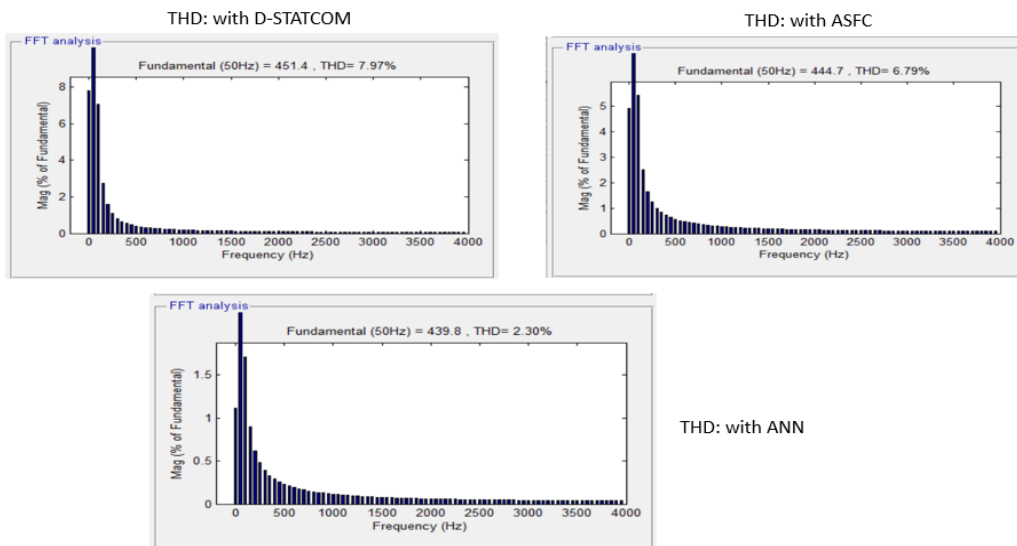 THD: with D-STATCOM
FFT analysis
Fundamental (50Hz) = 451.4 , THD= 7.97%
Mag (% of Fundamental)
8
6
4
2
0
0 500 1000 1500 2000 2500 3000 3500 4000
Frequency (Hz)
THD: with ASFC
FFT analysis
Fundamental (50Hz) = 444.7 , THD= 6.79%
Mag (% of Fundamental)
5
4
3
2
1
0
0 500 1000 1500 2000 2500 3000 3500 4000
Frequency (Hz)
FFT analysis
Fundamental (50Hz) = 439.8 , THD= 2.30%
Mag (% of Fundamental)
1.5
1
0.5
0
0 500 1000 1500 2000 2500 3000 3500 4000
Frequency (Hz)
THD: with ANN